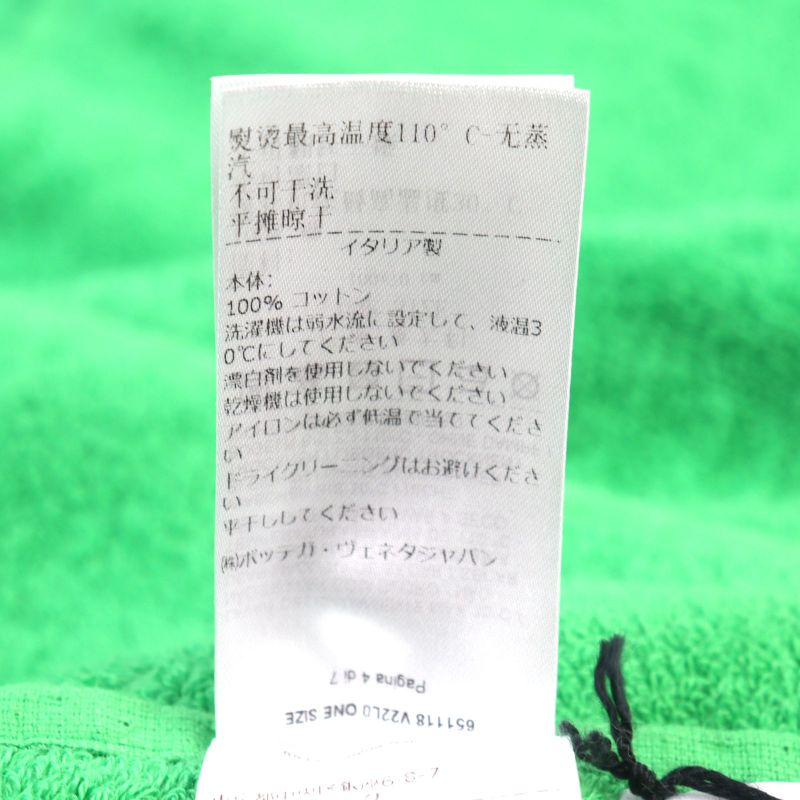 熨烫最高温度110° C-无蒸
汽
不可干洗
平摊晾干
イタリア製
本体:
100% コットン
洗濯機は弱水流に設定して、液温3
0℃にしてください
漂白剤を使用しないでください
乾燥機は使用しないでください
アイロンは必ず低温で当ててくださ
い
ドライクリーニングはお避けくださ
い
平干ししてください
(株)ボッテガ・ヴェネタジャパン
Pagina 4 di 7
651118 V22L0 ONE SIZE